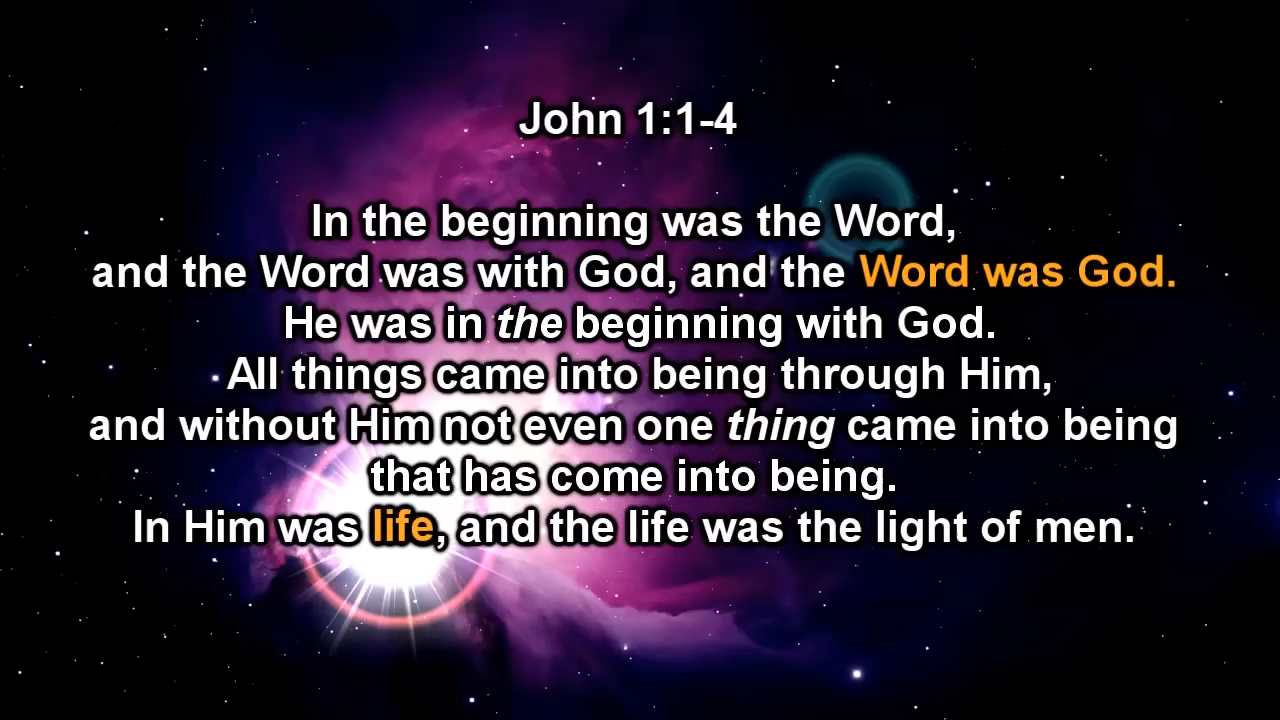 John 1:1-4
In the beginning was the Word,
and the Word was with God, and the Word was God.
He was in the beginning with God.
All things came into being through Him,
and without Him not even one thing came into being
that has come into being.
In Him was life, and the life was the light of men.